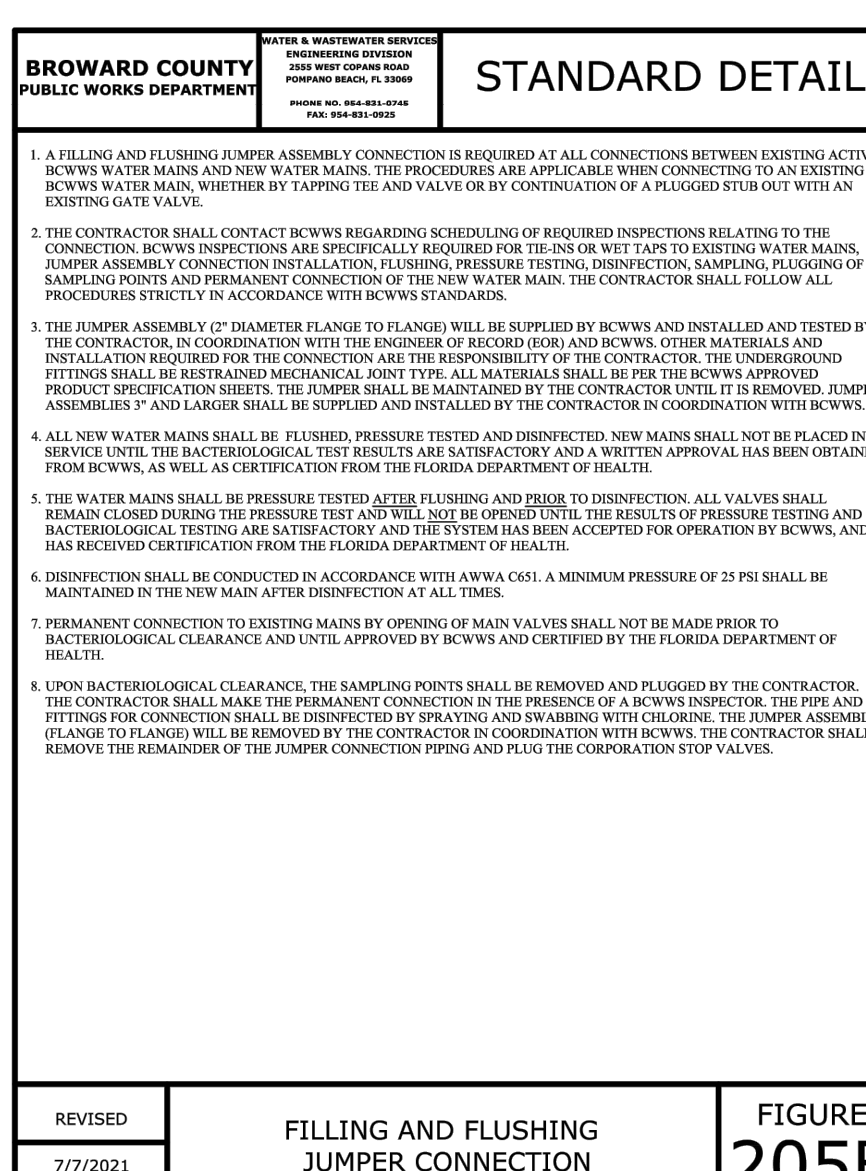 BROWARD COUNTY
PUBLIC WORKS DEPARTMENT
WATER & WASTEWATER SERVICES
ENGINEERING DIVISION
2555 WEST COPANS ROAD
POMPANO BEACH, FL 33069
PHONE NO. 954-831-0745
FAX: 954-831-0925
STANDARD DETAIL
1. A FILLING AND FLUSHING JUMPER ASSEMBLY CONNECTION IS REQUIRED AT ALL CONNECTIONS BETWEEN EXISTING ACTIV
BCWWS WATER MAINS AND NEW WATER MAINS. THE PROCEDURES ARE APPLICABLE WHEN CONNECTING TO AN EXISTING
BCWWS WATER MAIN, WHETHER BY TAPPING TEE AND VALVE OR BY CONTINUATION OF A PLUGGED STUB OUT WITH AN
EXISTING GATE VALVE.
2. THE CONTRACTOR SHALL CONTACT BCWWS REGARDING SCHEDULING OF REQUIRED INSPECTIONS RELATING TO THE
CONNECTION. BCWWS INSPECTIONS ARE SPECIFICALLY REQUIRED FOR TIE-INS OR WET TAPS TO EXISTING WATER MAINS,
JUMPER ASSEMBLY CONNECTION INSTALLATION, FLUSHING, PRESSURE TESTING, DISINFECTION, SAMPLING, PLUGGING OF
SAMPLING POINTS AND PERMANENT CONNECTION OF THE NEW WATER MAIN. THE CONTRACTOR SHALL FOLLOW ALL
PROCEDURES STRICTLY IN ACCORDANCE WITH BCWWS STANDARDS.
3. THE JUMPER ASSEMBLY (2" DIAMETER FLANGE TO FLANGE) WILL BE SUPPLIED BY BCWWS AND INSTALLED AND TESTED BY
THE CONTRACTOR, IN COORDINATION WITH THE ENGINEER OF RECORD (EOR) AND BCWWS. OTHER MATERIALS AND
INSTALLATION REQUIRED FOR THE CONNECTION ARE THE RESPONSIBILITY OF THE CONTRACTOR. THE UNDERGROUND
FITTINGS SHALL BE RESTRAINED MECHANICAL JOINT TYPE. ALL MATERIALS SHALL BE PER THE BCWWS APPROVED
PRODUCT SPECIFICATION SHEETS. THE JUMPER SHALL BE MAINTAINED BY THE CONTRACTOR UNTIL IT IS REMOVED. JUMPE
ASSEMBLIES 3" AND LARGER SHALL BE SUPPLIED AND INSTALLED BY THE CONTRACTOR IN COORDINATION WITH BCWWS.
4. ALL NEW WATER MAINS SHALL BE FLUSHED, PRESSURE TESTED AND DISINFECTED. NEW MAINS SHALL NOT BE PLACED IN
SERVICE UNTIL THE BACTERIOLOGICAL TEST RESULTS ARE SATISFACTORY AND A WRITTEN APPROVAL HAS BEEN OBTAINE
FROM BCWWS, AS WELL AS CERTIFICATION FROM THE FLORIDA DEPARTMENT OF HEALTH.
5. THE WATER MAINS SHALL BE PRESSURE TESTED AFTER FLUSHING AND PRIOR TO DISINFECTION. ALL VALVES SHALL
REMAIN CLOSED DURING THE PRESSURE TEST AND WILL NOT BE OPENED UNTIL THE RESULTS OF PRESSURE TESTING AND
BACTERIOLOGICAL TESTING ARE SATISFACTORY AND THE SYSTEM HAS BEEN ACCEPTED FOR OPERATION BY BCWWS, AND
HAS RECEIVED CERTIFICATION FROM THE FLORIDA DEPARTMENT OF HEALTH.
6. DISINFECTION SHALL BE CONDUCTED IN ACCORDANCE WITH AWWA C651. A MINIMUM PRESSURE OF 25 PSI SHALL BE
MAINTAINED IN THE NEW MAIN AFTER DISINFECTION AT ALL TIMES.
7. PERMANENT CONNECTION TO EXISTING MAINS BY OPENING OF MAIN VALVES SHALL NOT BE MADE PRIOR TO
BACTERIOLOGICAL CLEARANCE AND UNTIL APPROVED BY BCWWS AND CERTIFIED BY THE FLORIDA DEPARTMENT OF
HEALTH.
8. UPON BACTERIOLOGICAL CLEARANCE, THE SAMPLING POINTS SHALL BE REMOVED AND PLUGGED BY THE CONTRACTOR.
THE CONTRACTOR SHALL MAKE THE PERMANENT CONNECTION IN THE PRESENCE OF A BCWWS INSPECTOR. THE PIPE AND
FITTINGS FOR CONNECTION SHALL BE DISINFECTED BY SPRAYING AND SWABBING WITH CHLORINE. THE JUMPER ASSEMBL
(FLANGE TO FLANGE) WILL BE REMOVED BY THE CONTRACTOR IN COORDINATION WITH BCWWS. THE CONTRACTOR SHALL
REMOVE THE REMAINDER OF THE JUMPER CONNECTION PIPING AND PLUG THE CORPORATION STOP VALVES.
REVISED
7/7/2021
FILLING AND FLUSHING
JUMPER CONNECTION
FIGURE
205